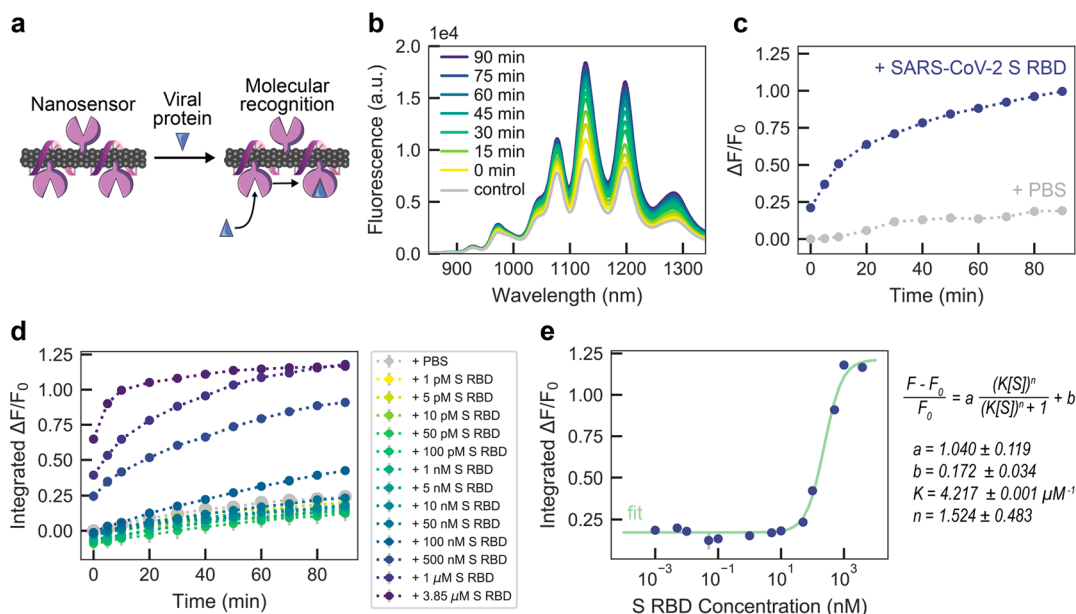 a
Nanosensor
Viral
protein
Molecular
recognition
b
1e4
Fluorescence (a.u.)
2.0
1.6
1.2
0.8
0.4
0.0
90 min
75 min
60 min
45 min
30 min
15 min
0 min
control
900 1000 1100 1200 1300
Wavelength (nm)
c
ΔF/F0
1.25
1.00
0.75
0.50
0.25
0.00
+ SARS-CoV-2 S RBD
+ PBS
0 20 40 60 80
Time (min)
d
Integrated ΔF/F0
1.25
1.00
0.75
0.50
0.25
0.00
0 20 40 60 80
Time (min)
+ PBS
+ 1 pM S RBD
+ 5 pM S RBD
+ 10 pM S RBD
+ 50 pM S RBD
+ 100 pM S RBD
+ 1 nM S RBD
+ 5 nM S RBD
+ 10 nM S RBD
+ 50 nM S RBD
+ 100 nM S RBD
+ 500 nM S RBD
+ 1 μM S RBD
+ 3.85 μM S RBD
e
Integrated ΔF/F0
1.25
1.00
0.75
0.50
0.25
fit
10⁻³ 10⁻¹ 10¹ 10³
S RBD Concentration (nM)
F - F0 / F0 = a (K[S])ⁿ / (K[S])ⁿ + 1 + b
a = 1.040 ± 0.119
b = 0.172 ± 0.034
K = 4.217 ± 0.001 μM⁻¹
n = 1.524 ± 0.483